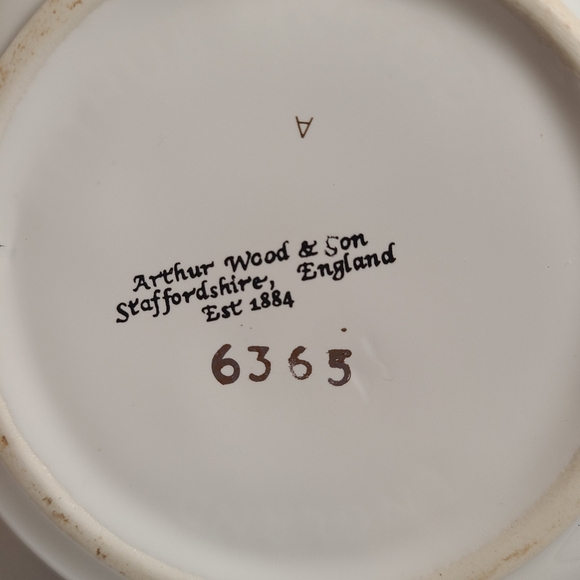 A
Arthur Wood & Son
Staffordshire, England
Est 1884
6365